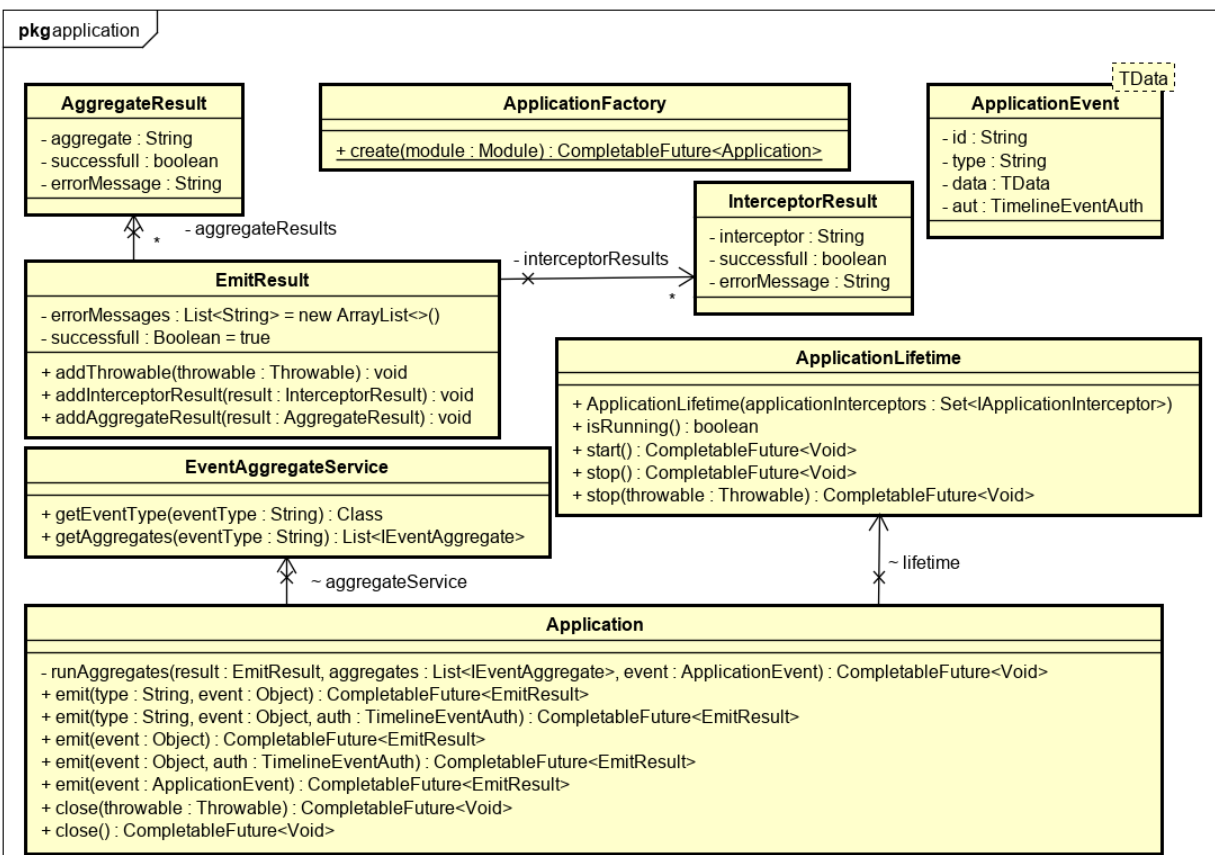 pkg application
AggregateResult
- aggregate : String
- successfull : boolean
- errorMessage : String
ApplicationFactory
+ create(module : Module) : CompletableFuture<Application>
TData
ApplicationEvent
- id : String
- type : String
- data : TData
- aut : TimelineEventAuth
InterceptorResult
- interceptor : String
- successfull : boolean
- errorMessage : String
*
- aggregateResults
- interceptorResults
*
EmitResult
- errorMessages : List<String> = new ArrayList<>()
- successfull : Boolean = true
+ addThrowable(throwable : Throwable) : void
+ addInterceptorResult(result : InterceptorResult) : void
+ addAggregateResult(result : AggregateResult) : void
ApplicationLifetime
+ ApplicationLifetime(applicationInterceptors : Set<IApplicationInterceptor>)
+ isRunning() : boolean
+ start() : CompletableFuture<Void>
+ stop() : CompletableFuture<Void>
+ stop(throwable : Throwable) : CompletableFuture<Void>
EventAggregateService
+ getEventType(eventType : String) : Class
+ getAggregates(eventType : String) : List<IEventAggregate>
~ aggregateService
~ lifetime
Application
- runAggregates(result : EmitResult, aggregates : List<IEventAggregate>, event : ApplicationEvent) : CompletableFuture<Void>
+ emit(type : String, event : Object) : CompletableFuture<EmitResult>
+ emit(type : String, event : Object, auth : TimelineEventAuth) : CompletableFuture<EmitResult>
+ emit(event : Object) : CompletableFuture<EmitResult>
+ emit(event : Object, auth : TimelineEventAuth) : CompletableFuture<EmitResult>
+ emit(event : ApplicationEvent) : CompletableFuture<EmitResult>
+ close(throwable : Throwable) : CompletableFuture<Void>
+ close() : CompletableFuture<Void>